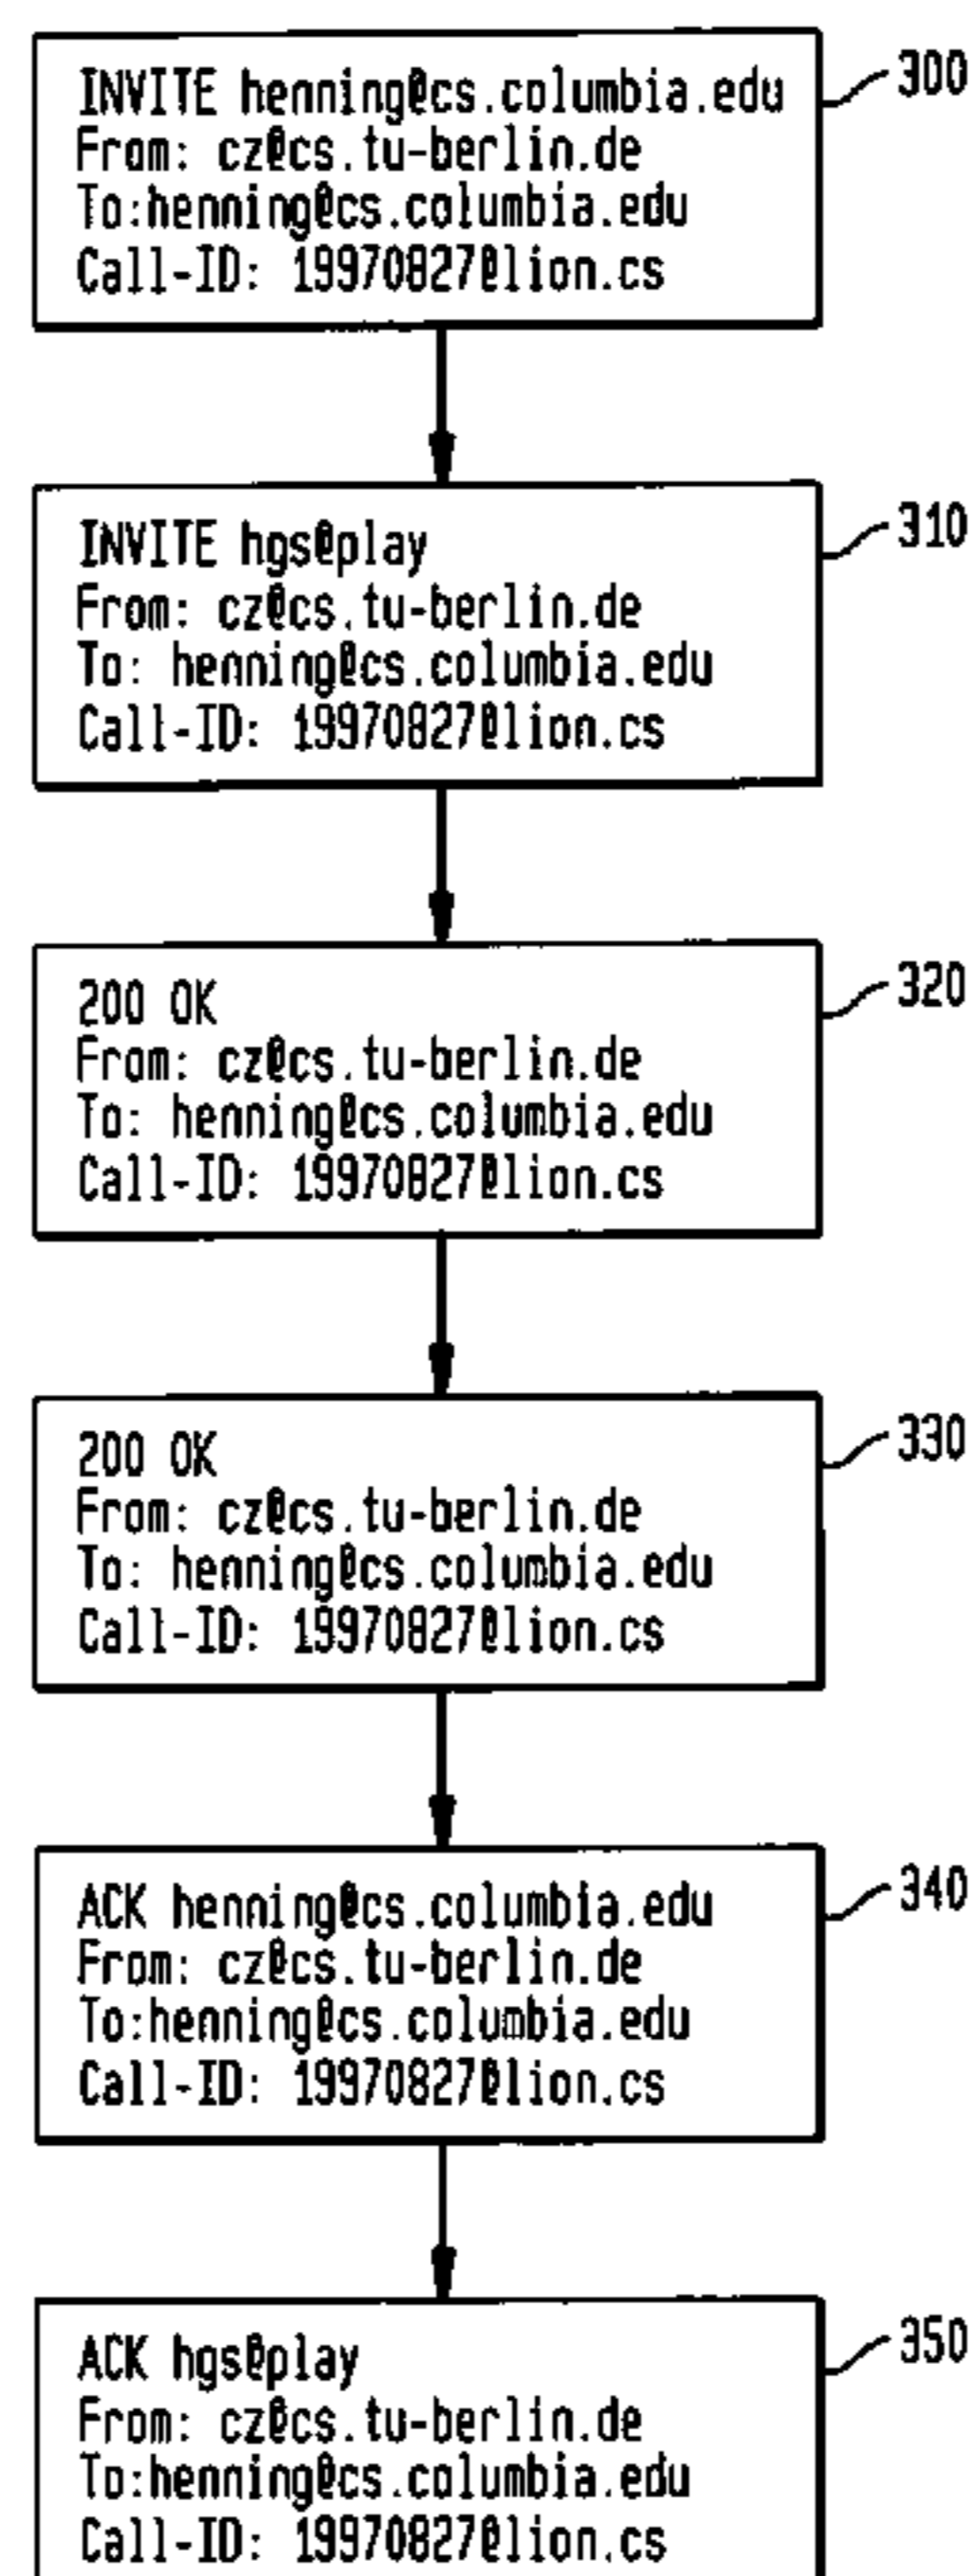 INVITE henning@cs.columbia.edu
From: cz@cs.tu-berlin.de
To:henning@cs.columbia.edu
Call-ID: 19970827@lion.cs
300
INVITE hgs@play
From: cz@cs.tu-berlin.de
To: henning@cs.columbia.edu
Call-ID: 19970827@lion.cs
310
200 OK
From: cz@cs.tu-berlin.de
To: henning@cs.columbia.edu
Call-ID: 19970827@lion.cs
320
200 OK
From: cz@cs.tu-berlin.de
To: henning@cs.columbia.edu
Call-ID: 19970827@lion.cs
330
ACK henning@cs.columbia.edu
From: cz@cs.tu-berlin.de
To:henning@cs.columbia.edu
Call-ID: 19970827@lion.cs
340
ACK hgs@play
From: cz@cs.tu-berlin.de
To:henning@cs.columbia.edu
Call-ID: 19970827@lion.cs
350